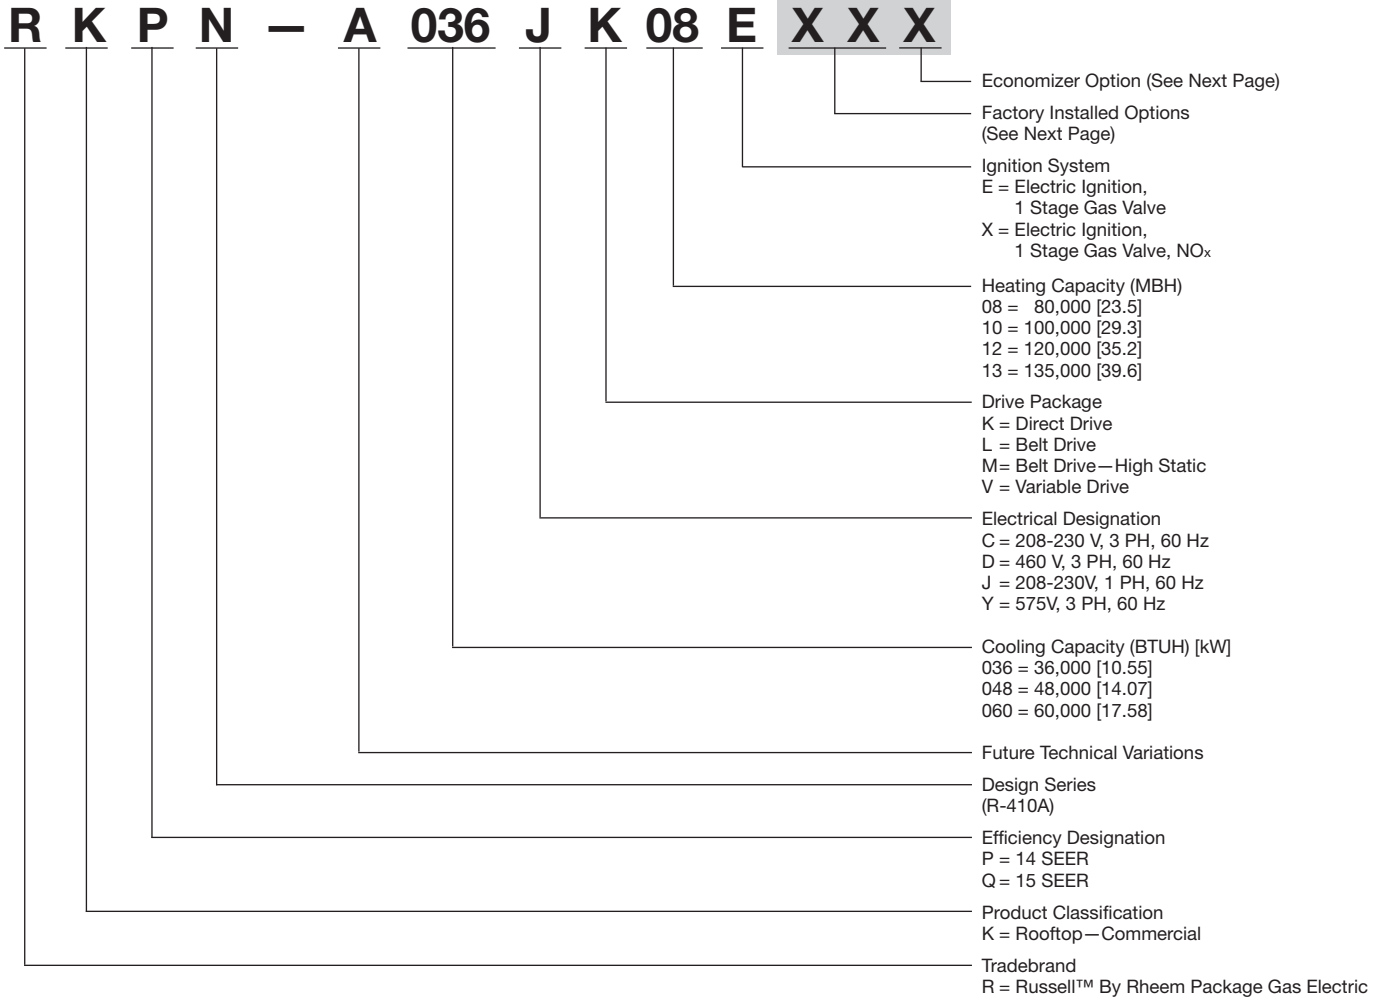 R K P N — A 036 J K 08 E X X X
Economizer Option (See Next Page)
Factory Installed Options
(See Next Page)
Ignition System
E = Electric Ignition,
1 Stage Gas Valve
X = Electric Ignition,
1 Stage Gas Valve, NOx
Heating Capacity (MBH)
08 = 80,000 [23.5]
10 = 100,000 [29.3]
12 = 120,000 [35.2]
13 = 135,000 [39.6]
Drive Package
K = Direct Drive
L = Belt Drive
M= Belt Drive—High Static
V = Variable Drive
Electrical Designation
C = 208-230 V, 3 PH, 60 Hz
D = 460 V, 3 PH, 60 Hz
J = 208-230V, 1 PH, 60 Hz
Y = 575V, 3 PH, 60 Hz
Cooling Capacity (BTUH) [kW]
036 = 36,000 [10.55]
048 = 48,000 [14.07]
060 = 60,000 [17.58]
Future Technical Variations
Design Series
(R-410A)
Efficiency Designation
P = 14 SEER
Q = 15 SEER
Product Classification
K = Rooftop—Commercial
Tradebrand
R = Russell™ By Rheem Package Gas Electric